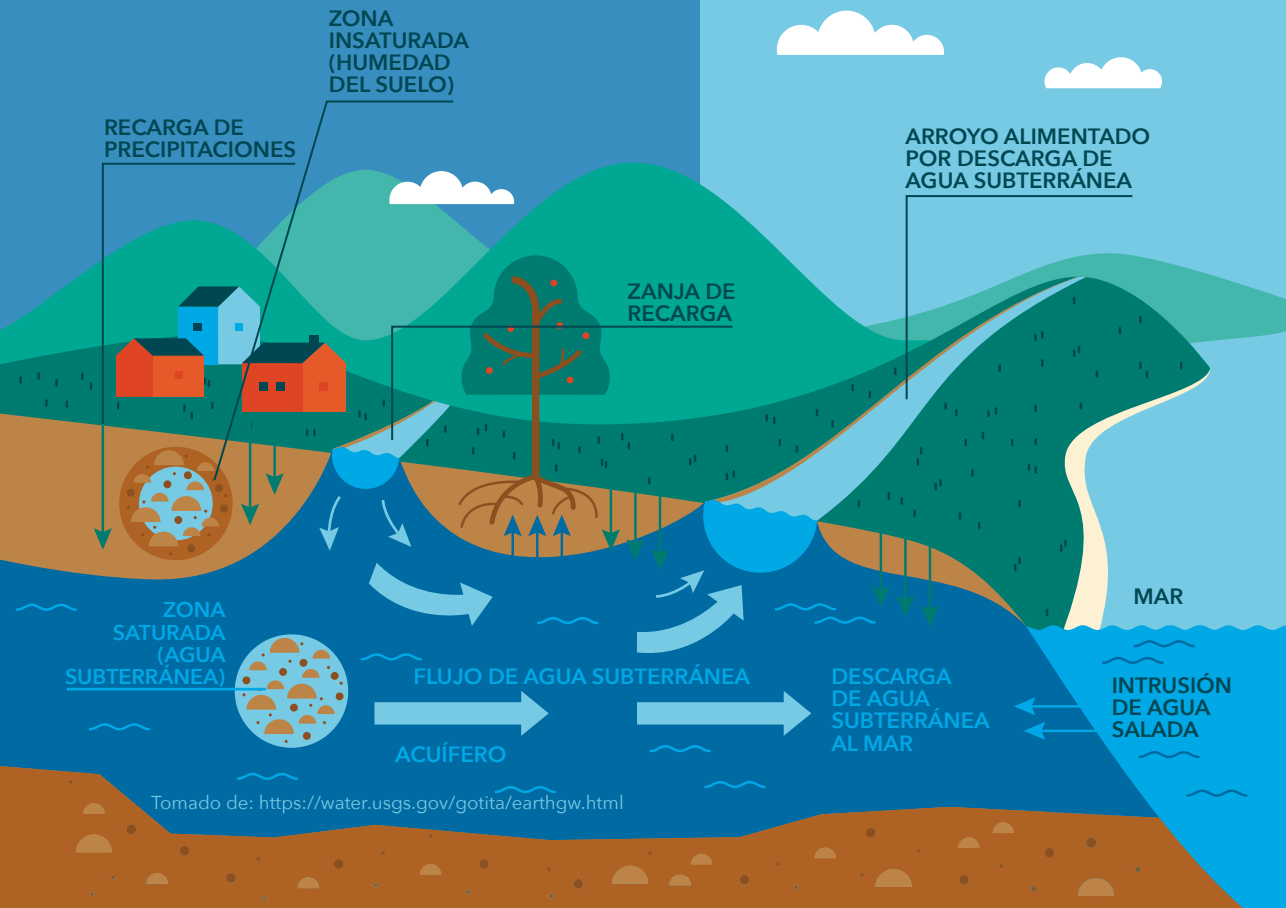 ZONA
INSATURADA
(HUMEDAD
DEL SUELO)
RECARGA DE
PRECIPITACIONES
ARROYO ALIMENTADO
POR DESCARGA DE
AGUA SUBTERRÁNEA
ZANJA DE
RECARGA
MAR
ZONA
SATURADA
(AGUA
SUBTERRÁNEA)
FLUJO DE AGUA SUBTERRÁNEA
ACUÍFERO
DESCARGA
DE AGUA
SUBTERRÁNEA
AL MAR
INTRUSIÓN
DE AGUA
SALADA
Tomado de: https://water.usgs.gov/gotita/earthgw.html